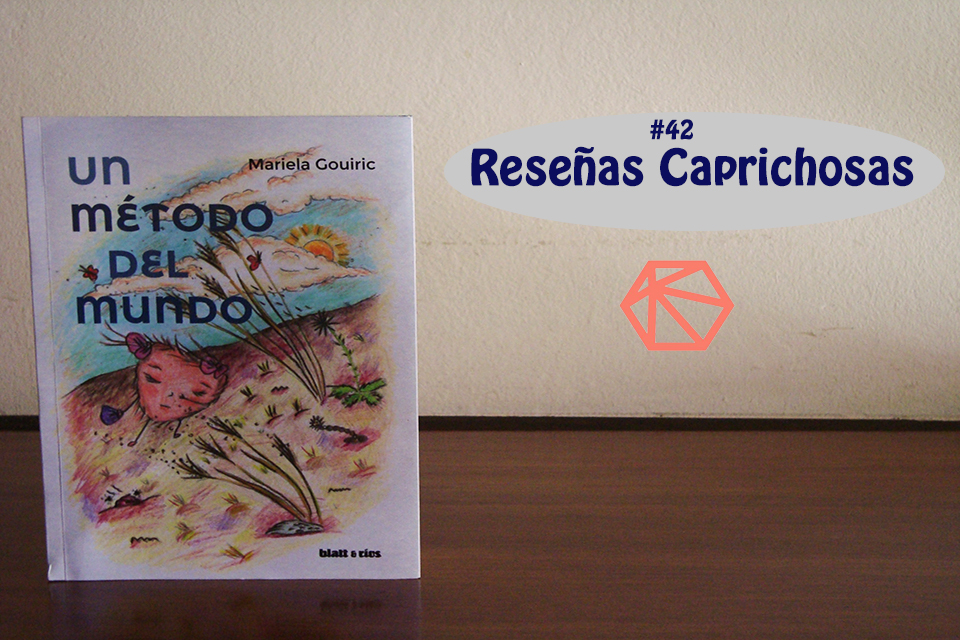 Mariela Gouiric
un
método
del
mundo
blatt & ríos
#42
Reseñas Caprichosas